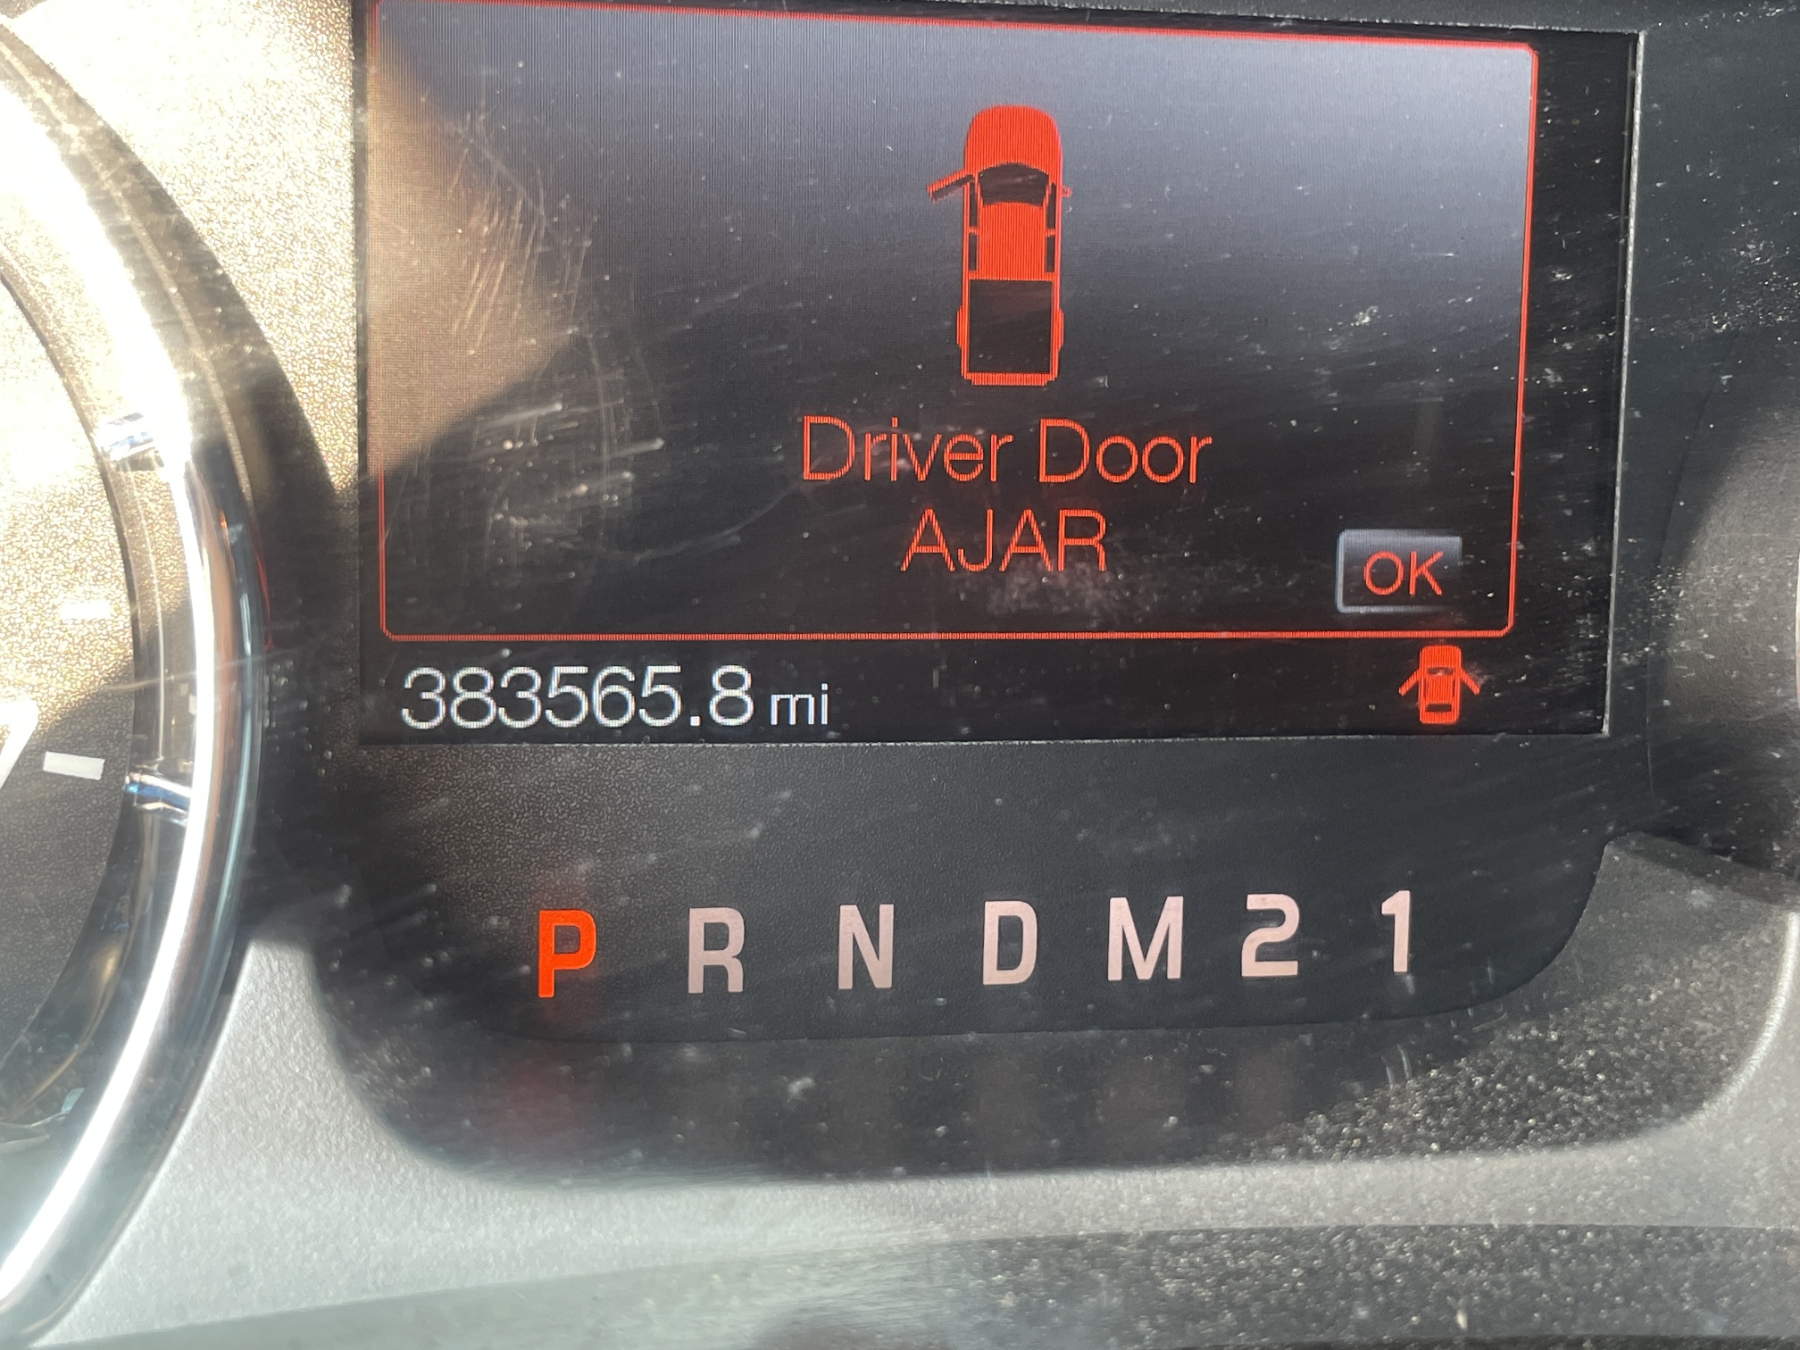 Driver Door
AJAR
OK
383565.8 mi
P R N D M 2 1